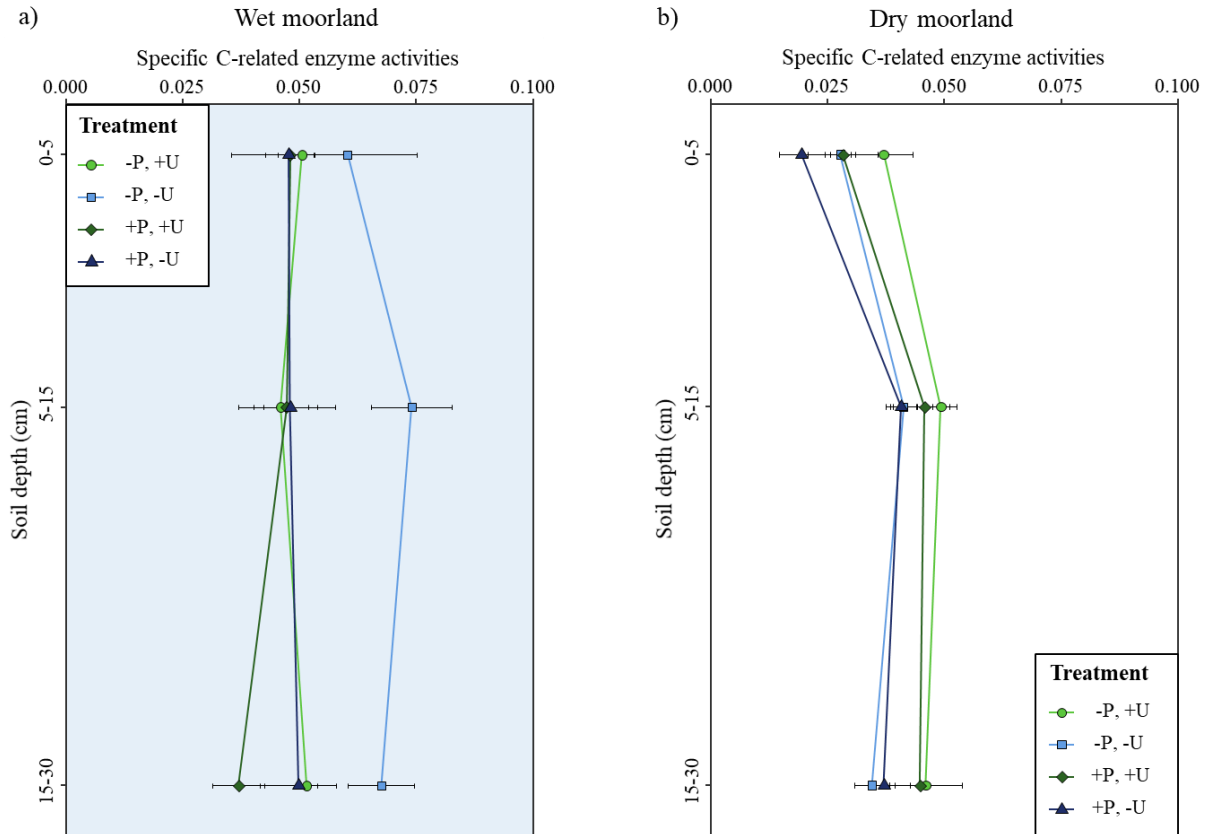 a)
Wet moorland
Specific C-related enzyme activities
0.000 0.025 0.050 0.075 0.100
Treatment
-P, +U
-P, -U
+P, +U
+P, -U
0-5
5-15
15-30
Soil depth (cm)
b)
Dry moorland
Specific C-related enzyme activities
0.000 0.025 0.050 0.075 0.100
0-5
5-15
15-30
Soil depth (cm)
Treatment
-P, +U
-P, -U
+P, +U
+P, -U